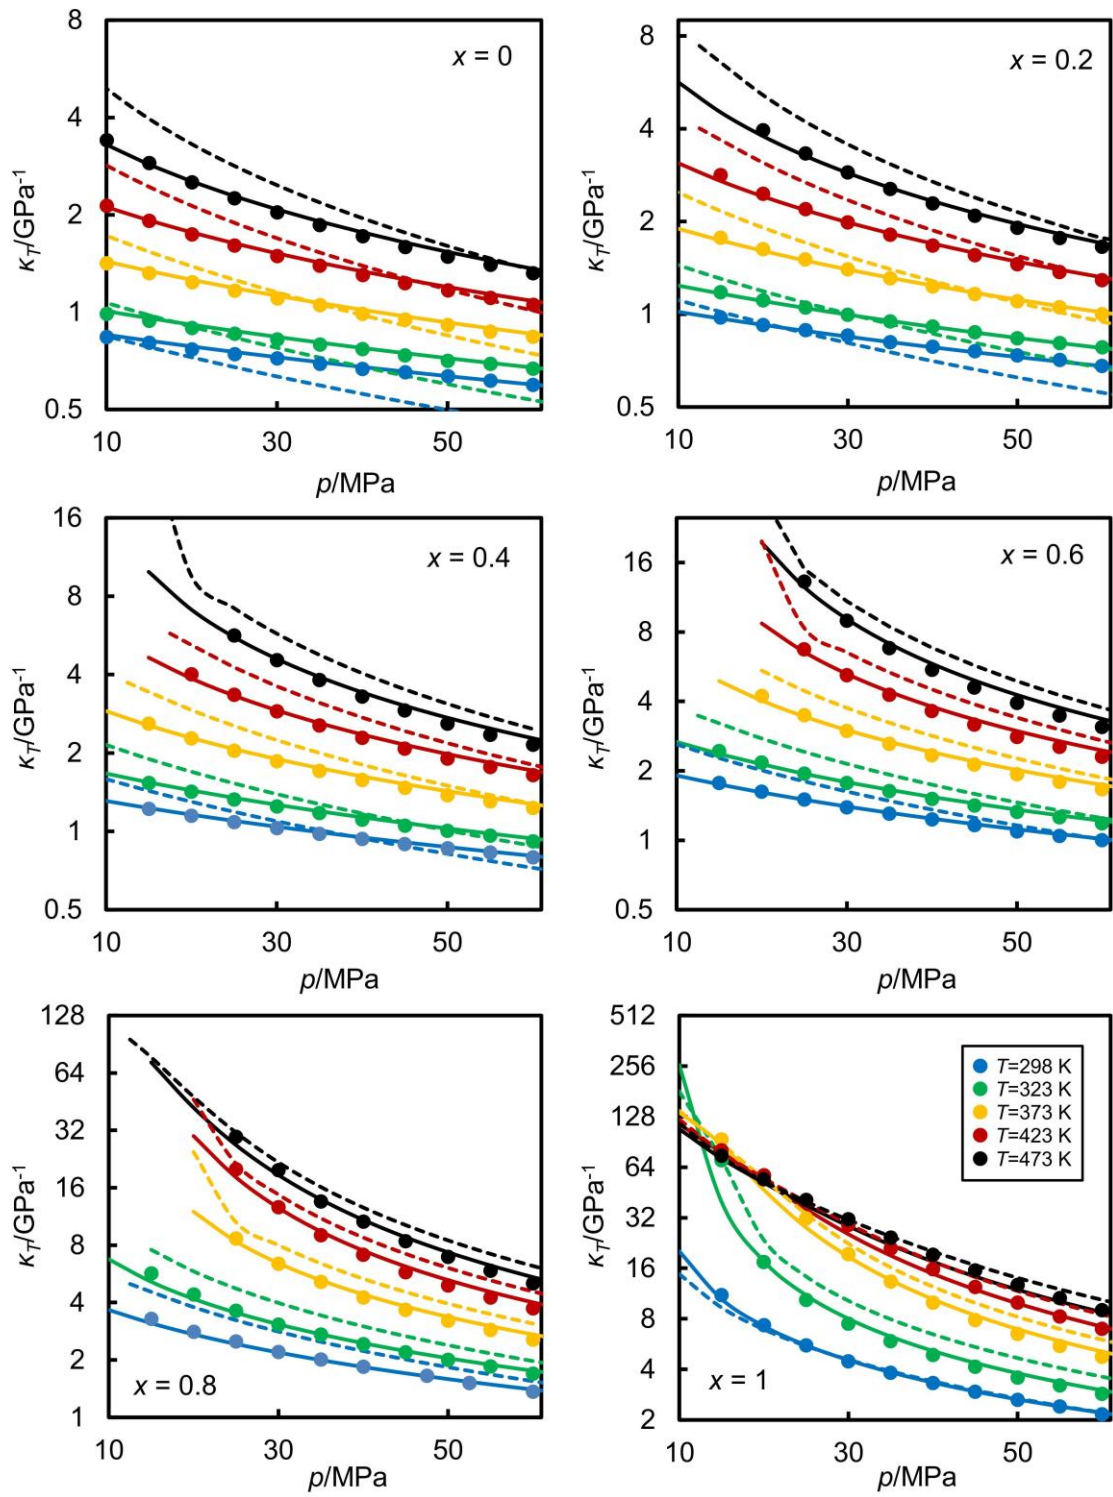 8
4
2
1
0.5
κT/GPa-1
x = 0
10 30 50
p/MPa
8
4
2
1
0.5
κT/GPa-1
x = 0.2
10 30 50
p/MPa
16
8
4
2
1
0.5
κT/GPa-1
x = 0.4
10 30 50
p/MPa
16
8
4
2
1
0.5
κT/GPa-1
x = 0.6
10 30 50
p/MPa
128
64
32
16
8
4
2
1
κT/GPa-1
x = 0.8
10 30 50
p/MPa
512
256
128
64
32
16
8
4
2
κT/GPa-1
T=298 K
T=323 K
T=373 K
T=423 K
T=473 K
x = 1
10 30 50
p/MPa